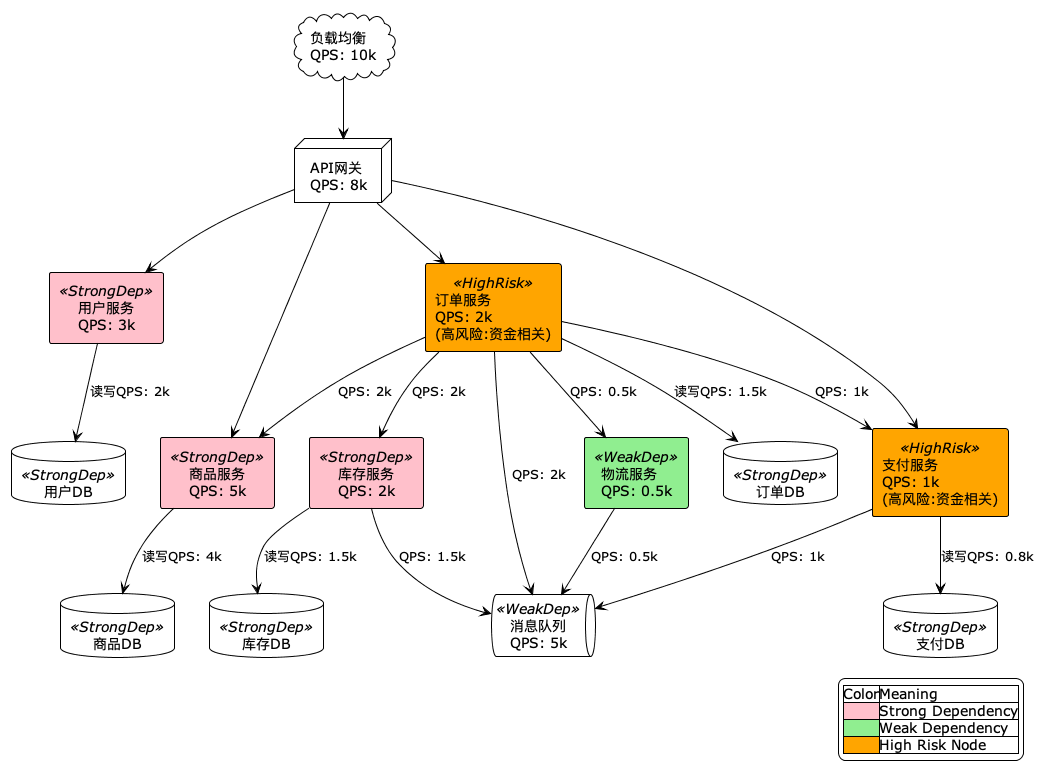 负载均衡
QPS: 10k
API网关
QPS: 8k
«StrongDep»
用户服务
QPS: 3k
«HighRisk»
订单服务
QPS: 2k
(高风险:资金相关)
读写QPS: 2k
QPS: 2k
QPS: 2k
QPS: 0.5k
读写QPS: 1.5k
QPS: 1k
«StrongDep»
用户DB
«StrongDep»
商品服务
QPS: 5k
«StrongDep»
库存服务
QPS: 2k
QPS: 2k
«WeakDep»
物流服务
QPS: 0.5k
«StrongDep»
订单DB
«HighRisk»
支付服务
QPS: 1k
(高风险:资金相关)
读写QPS: 4k
读写QPS: 1.5k
QPS: 1.5k
QPS: 0.5k
QPS: 1k
读写QPS: 0.8k
«StrongDep»
商品DB
«StrongDep»
库存DB
«WeakDep»
消息队列
QPS: 5k
«StrongDep»
支付DB
Color Meaning
Strong Dependency
Weak Dependency
High Risk Node